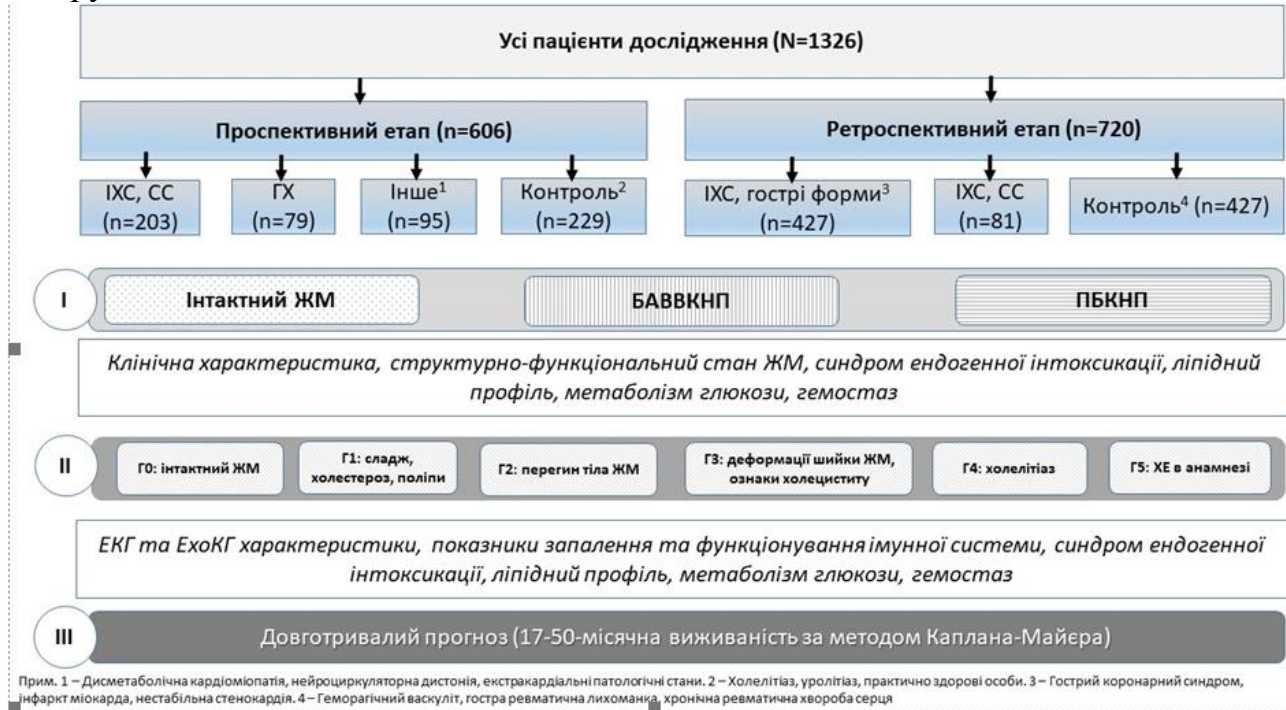 Усі пацієнти дослідження (N=1326)
Проспективний етап (n=606)
Ретроспективний етап (n=720)
ІХС, СС
(n=203)
ГХ
(n=79)
Інше1
(n=95)
Контроль2
(n=229)
ІХС, гострі форми3
(n=427)
ІХС, СС
(n=81)
Контроль4 (n=427)
I
Інтактний ЖМ
БАВВКНП
ПБКНП
Клінічна характеристика, структурно-функціональний стан ЖМ, синдром ендогенної інтоксикації, ліпідний
профіль, метаболізм глюкози, гемостаз
II
Г0: інтактний ЖМ
Г1: сладж,
холестероз, поліпи
Г2: перегин тіла ЖМ
Г3: деформації шийки ЖМ,
ознаки холециститу
Г4: холелітіаз
Г5: ХЕ в анамнезі
ЕКГ та ЕхоКГ характеристики, показники запалення та функціонування імунної системи, синдром ендогенної
інтоксикації, ліпідний профіль, метаболізм глюкози, гемостаз
III
Довготривалий прогноз (17-50-місячна виживаність за методом Каплана-Майєра)
Прим. 1 – Дисметаболічна кардіоміопатія, нейроциркуляторна дистонія, екстракардіальні патологічні стани. 2 – Холелітіаз, уролітіаз, практично здорові особи. 3 – Гострий коронарний синдром,
інфаркт міокарда, нестабільна стенокардія. 4 – Геморагічний васкуліт, гостра ревматична лихоманка, хронічна ревматична хвороба серця